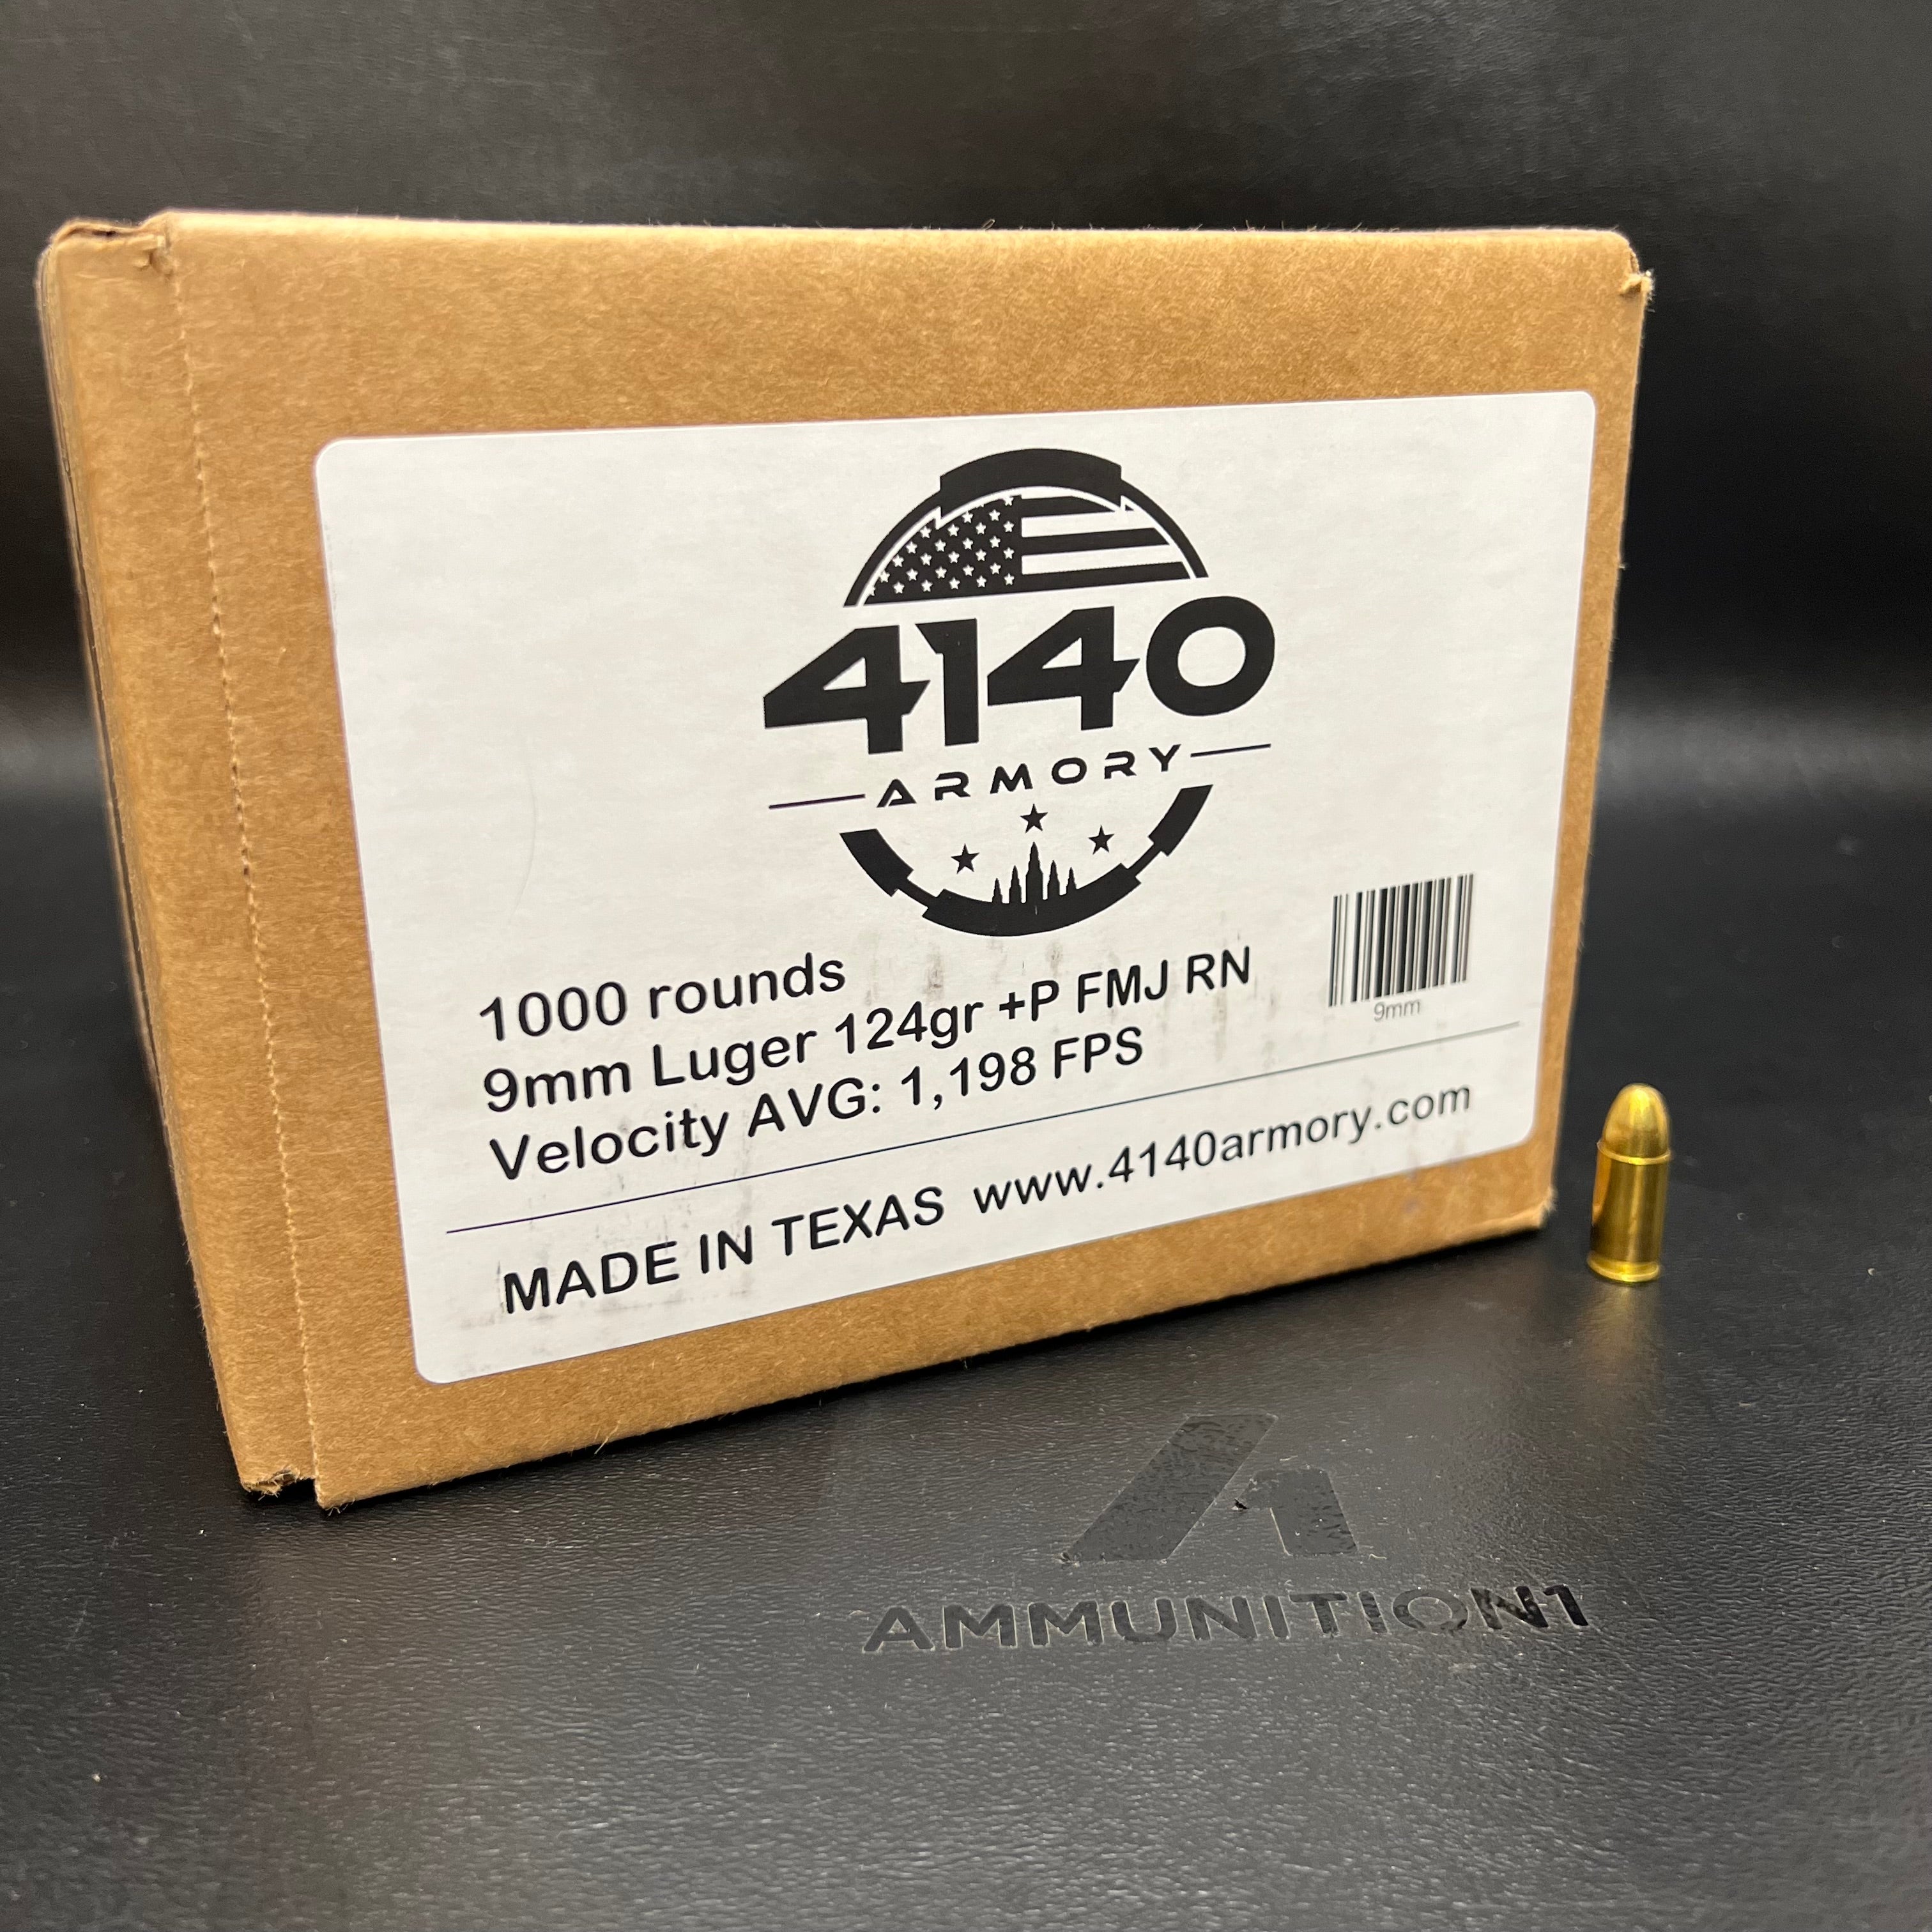 4140
ARMORY
1000 rounds
9mm Luger 124gr +P FMJ RN
Velocity AVG: 1,198 FPS
9mm
MADE IN TEXAS www.4140armory.com
AMMUNITION1